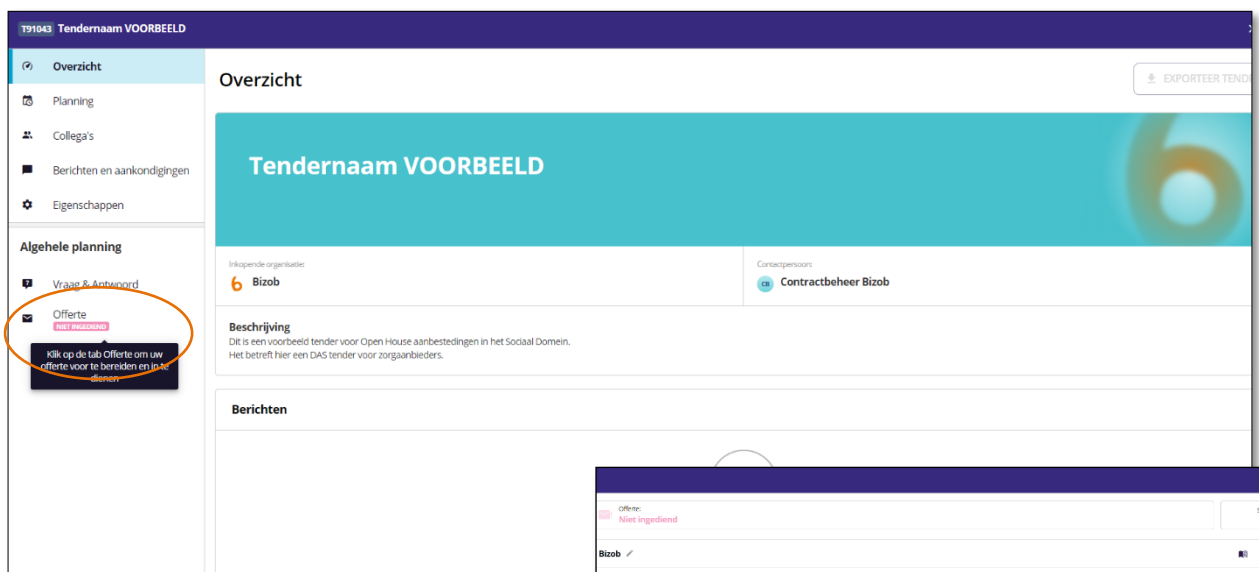 T91043 Tendernaam VOORBEELD
Overzicht
Planning
Collega's
Berichten en aankondigingen
Eigenschappen
Algehele planning
Vraag & Antwoord
Offerte
NIET INGEDIEND
Klik op de tab Offerte om uw
offerte voor te bereiden en in te
dienen
Overzicht
EXPORTEER TEND
Tendernaam VOORBEELD
Inkopende organisatie:
Bizob
Contactpersoon:
CB Contractbeheer Bizob
Beschrijving
Dit is een voorbeeld tender voor Open House aanbestedingen in het Sociaal Domein.
Het betreft hier een DAS tender voor zorgaanbieders.
Berichten
Offerte:
Niet ingediend
Bizob